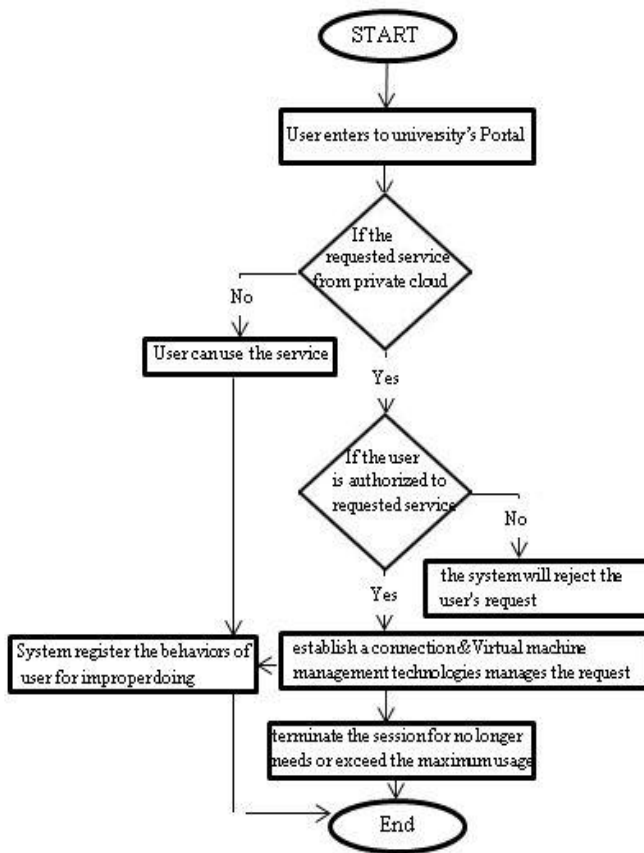 START
User enters to university's Portal
If the
requested service
from private cloud
No
User can use the service
Yes
If the user
is authorized to
requested service
No
the system will reject the
user's request
Yes
System register the behaviors of
user for improper doing
establish a connection & Virtual machine
management technologies manages the request
terminate the session for no longer
needs or exceed the maximum usage
End